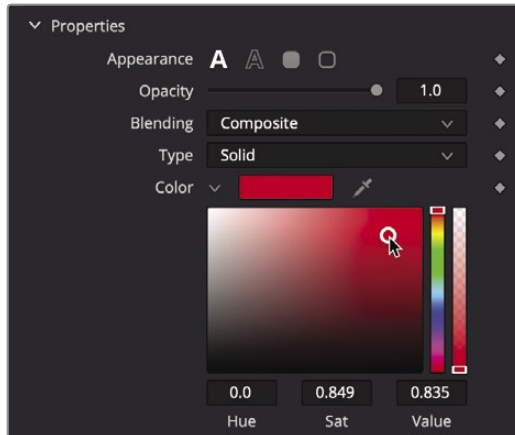 Properties
Appearance A A
Opacity 1.0
Blending Composite
Type Solid
Color
0.0 0.849 0.835
Hue Sat Value